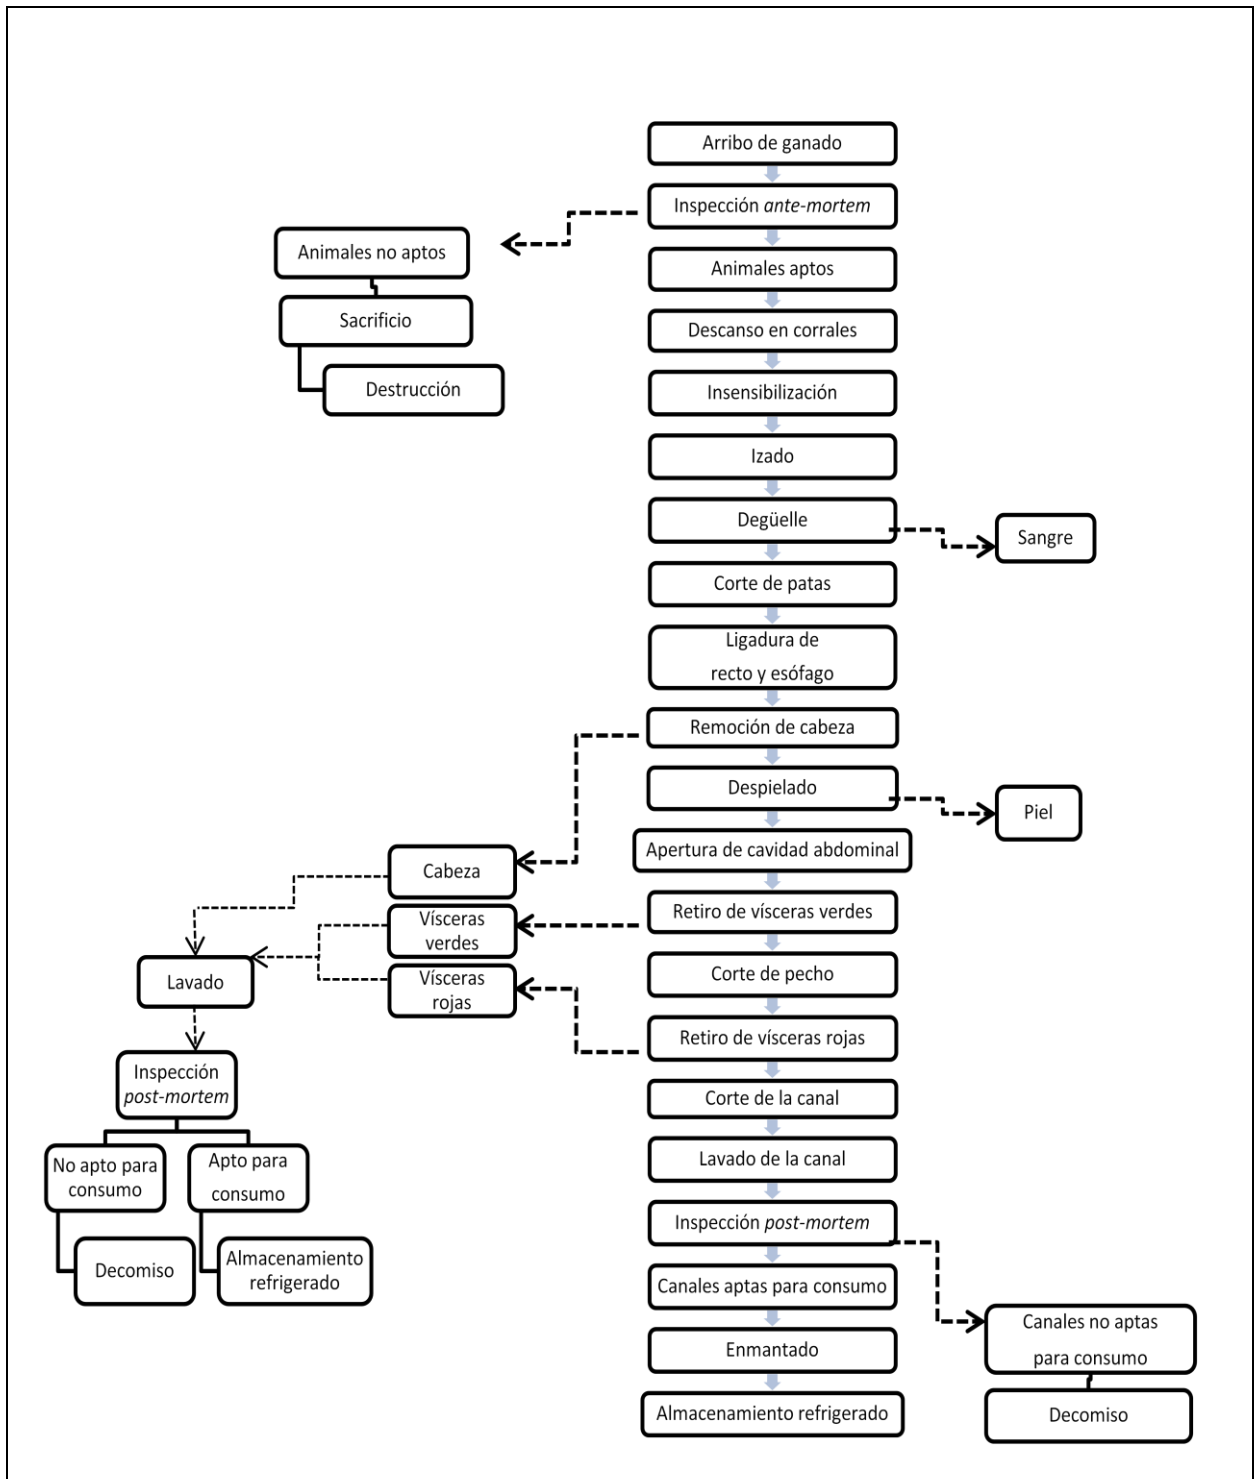 Arribo de ganado
Inspección ante-mortem
Animales no aptos
Animales aptos
Sacrificio
Descanso en corrales
Destrucción
Insensibilización
Izado
Degüelle
Sangre
Corte de patas
Ligadura de
recto y esófago
Remoción de cabeza
Despielado
Piel
Apertura de cavidad abdominal
Cabeza
Retiro de vísceras verdes
Vísceras
verdes
Corte de pecho
Vísceras
rojas
Lavado
Retiro de vísceras rojas
Inspección
post-mortem
Corte de la canal
No apto para
consumo
Apto para
consumo
Lavado de la canal
Inspección post-mortem
Decomiso
Almacenamiento
refrigerado
Canales aptas para consumo
Canales no aptas
para consumo
Enmantado
Almacenamiento refrigerado
Decomiso